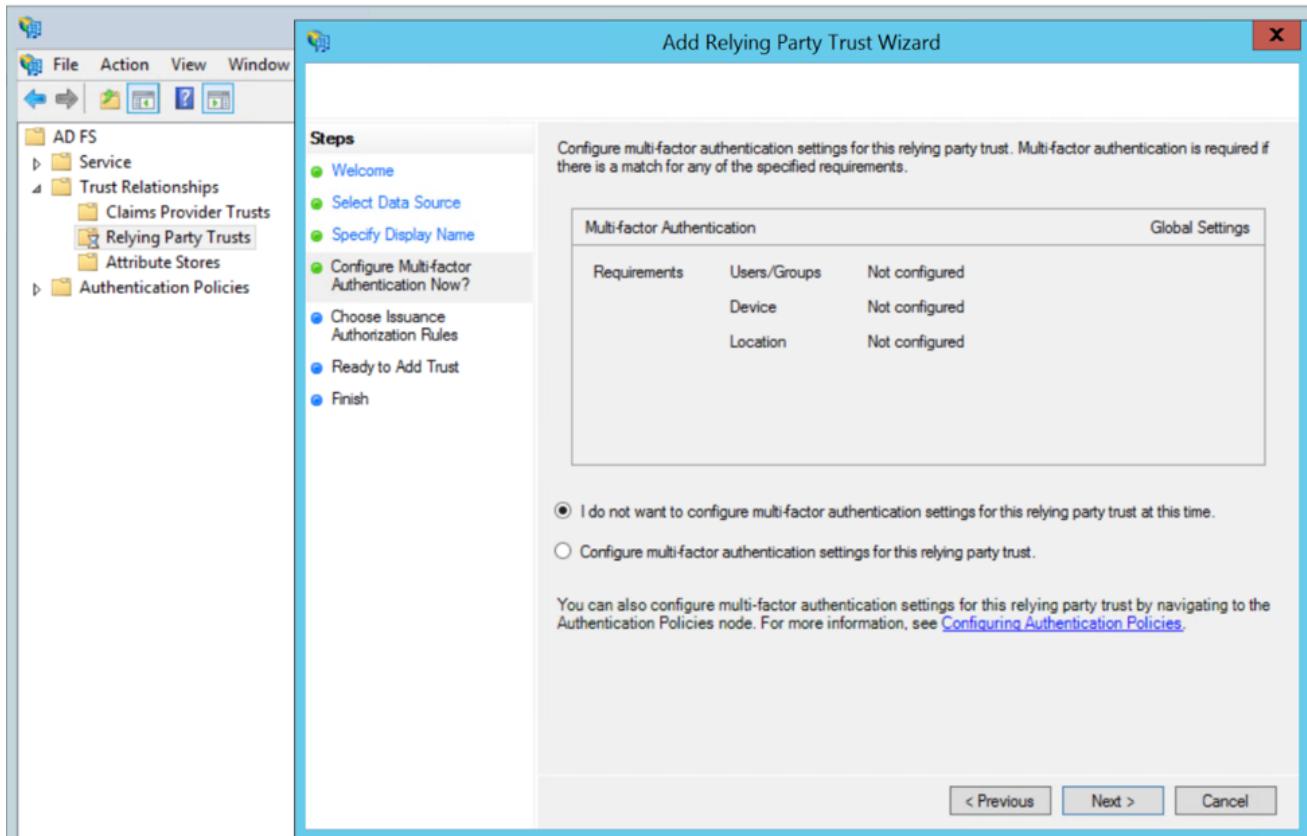 Add Relying Party Trust Wizard
x
File Action View Window
AD FS
Service
Trust Relationships
Claims Provider Trusts
Relying Party Trusts
Attribute Stores
Authentication Policies
Steps
Welcome
Select Data Source
Specify Display Name
Configure Multi-factor
Authentication Now?
Choose Issuance
Authorization Rules
Ready to Add Trust
Finish
Configure multi-factor authentication settings for this relying party trust. Multi-factor authentication is required if
there is a match for any of the specified requirements.
Multi-factor Authentication Global Settings
Requirements Users/Groups Not configured
Device Not configured
Location Not configured
I do not want to configure multi-factor authentication settings for this relying party trust at this time.
Configure multi-factor authentication settings for this relying party trust.
You can also configure multi-factor authentication settings for this relying party trust by navigating to the
Authentication Policies node. For more information, see Configuring Authentication Policies.
< Previous Next > Cancel